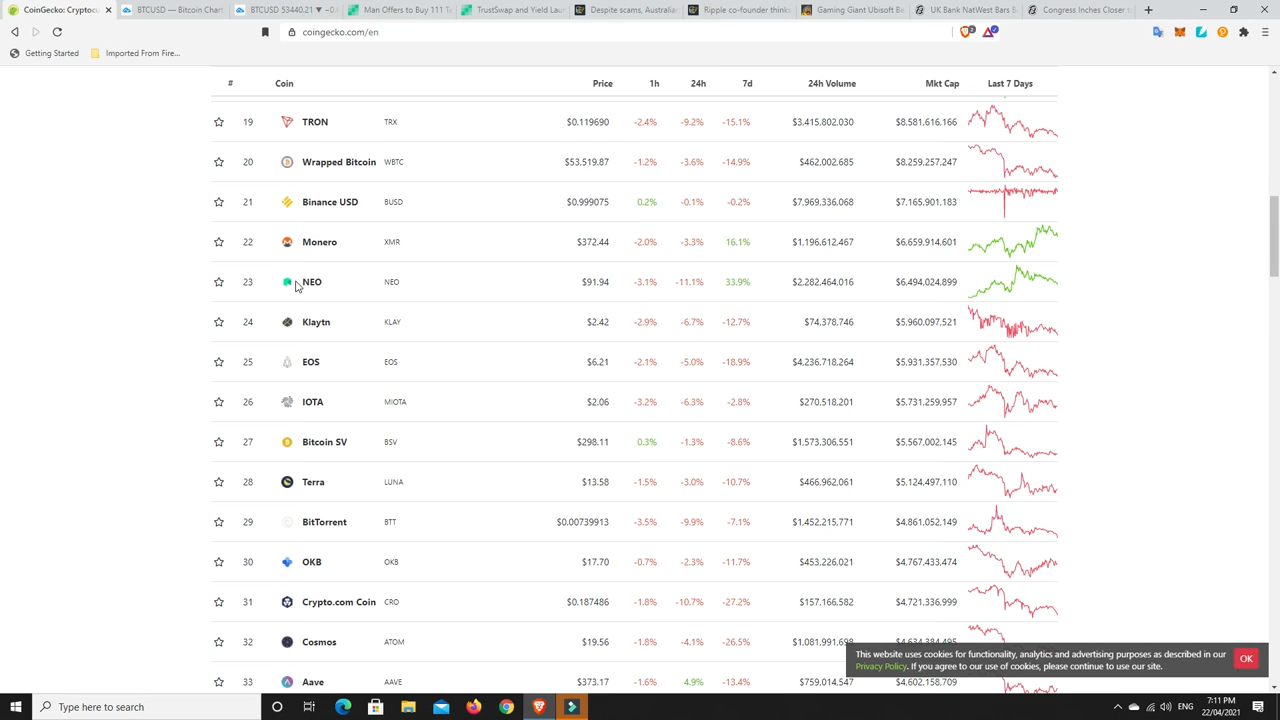 CoinGecko: Cryptocu
BTCUSD — Bitcoin Chart
BTCUSD 53440.21 ▼ −0.
Man Offers to Buy 111 T
TrustSwap and Yield Lau
Despite scams, Australia
Ripple co-founder thinks
Gaming Giant Ubisoft Be
UK Bank NatWest Bars B
Congress Inches Closer
coingecko.com/en
Getting Started
Imported From Fire...
# Coin Price 1h 24h 7d 24h Volume Mkt Cap Last 7 Days
19 TRON TRX $0.119690 -2.4% -9.2% -15.1% $3,415,802,030 $8,581,616,166
20 Wrapped Bitcoin WBTC $53,519.87 -1.2% -3.6% -14.9% $462,002,685 $8,259,257,247
21 Binance USD BUSD $0.999075 0.2% -0.1% -0.2% $7,969,336,068 $7,165,901,183
22 Monero XMR $372.44 -2.0% -3.3% 16.1% $1,196,612,467 $6,659,914,601
23 NEO NEO $91.94 -3.1% -11.1% 33.9% $2,282,464,016 $6,494,024,899
24 Klaytn KLAY $2.42 -2.9% -6.7% -12.7% $74,378,746 $5,960,097,521
25 EOS EOS $6.21 -2.1% -5.0% -18.9% $4,236,718,264 $5,931,357,530
26 IOTA MIOTA $2.06 -3.2% -6.3% -2.8% $270,518,201 $5,731,259,957
27 Bitcoin SV BSV $298.11 0.3% -1.3% -8.6% $1,573,306,551 $5,567,002,145
28 Terra LUNA $13.58 -1.5% -3.0% -10.7% $466,962,061 $5,124,497,110
29 BitTorrent BTT $0.00739913 -3.5% -9.9% -7.1% $1,452,215,771 $4,861,052,149
30 OKB OKB $17.70 -0.7% -2.3% -11.7% $453,226,021 $4,767,433,474
31 Crypto.com Coin CRO $0.187486 -1.8% -10.7% -27.2% $157,166,582 $4,721,336,999
32 Cosmos ATOM $19.56 -1.8% -4.1% -26.5% $1,081,991,698 $4,634,384,495
33 Aave AAVE $373.17 -1.6% 4.9% -13.4% $759,014,547 $4,602,158,709
This website uses cookies for functionality, analytics and advertising purposes as described in our
Privacy Policy. If you agree to our use of cookies, please continue to use our site.
OK
Type here to search
ENG
7:11 PM
22/04/2021